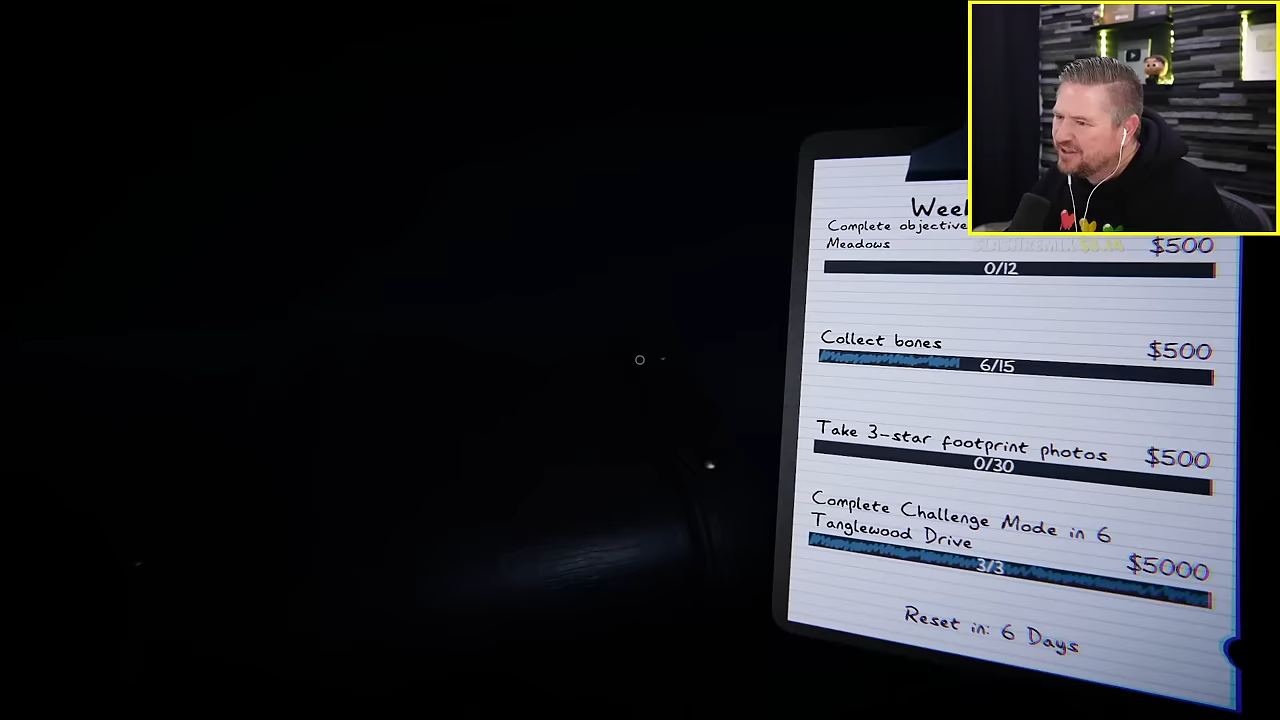 Week
Complete objective
Meadows
$500
0/12
Collect bones
$500
6/15
Take 3-star footprint photos
$500
0/30
Complete Challenge Mode in 6
Tanglewood Drive
$5000
3/3
Reset in: 6 Days